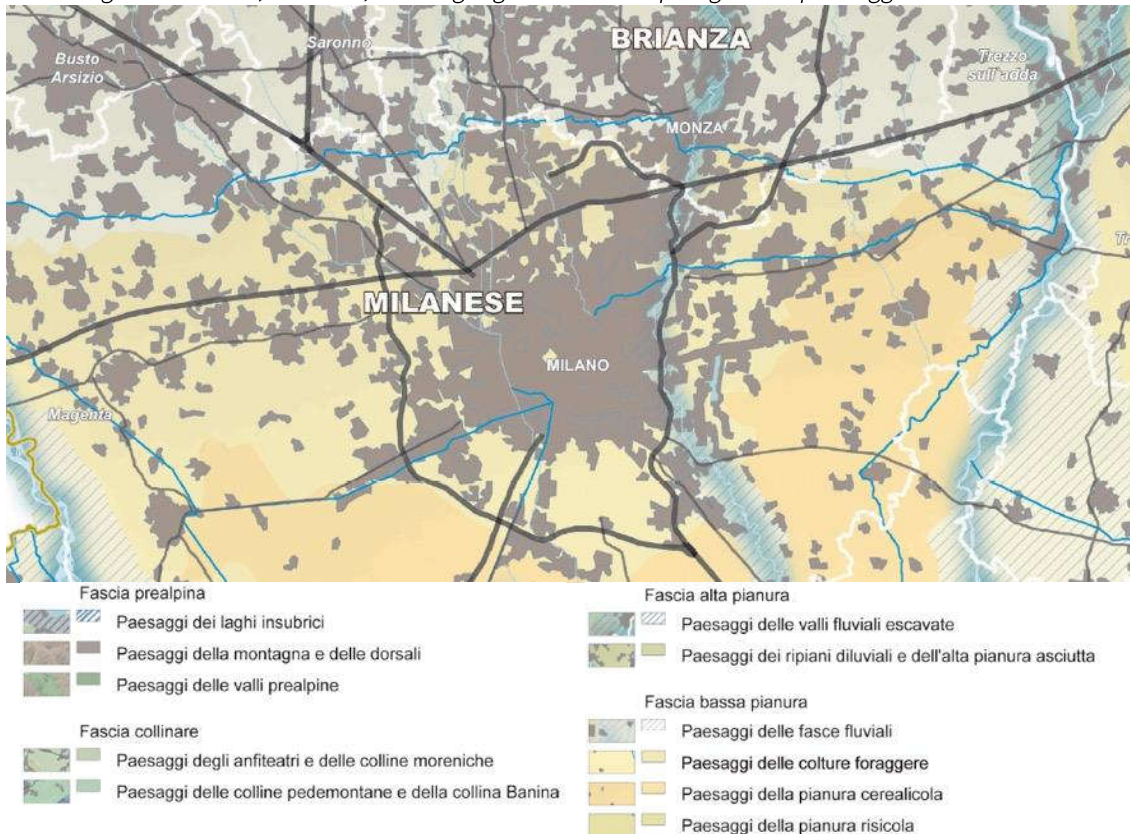 BRIANZA
Saronno
Busto
Arsizio
Trezzo
sull'adda
MONZA
MILANESE
MILANO
Magenta
Fascia prealpina
Paesaggi dei laghi insubrici
Paesaggi della montagna e delle dorsali
Paesaggi delle valli prealpine
Fascia collinare
Paesaggi degli anfiteatri e delle colline moreniche
Paesaggi delle colline pedemontane e della collina Banina
Fascia alta pianura
Paesaggi delle valli fluviali escavate
Paesaggi dei ripiani diluviali e dell'alta pianura asciutta
Fascia bassa pianura
Paesaggi delle fasce fluviali
Paesaggi delle colture foraggere
Paesaggi della pianura cerealicola
Paesaggi della pianura risicola